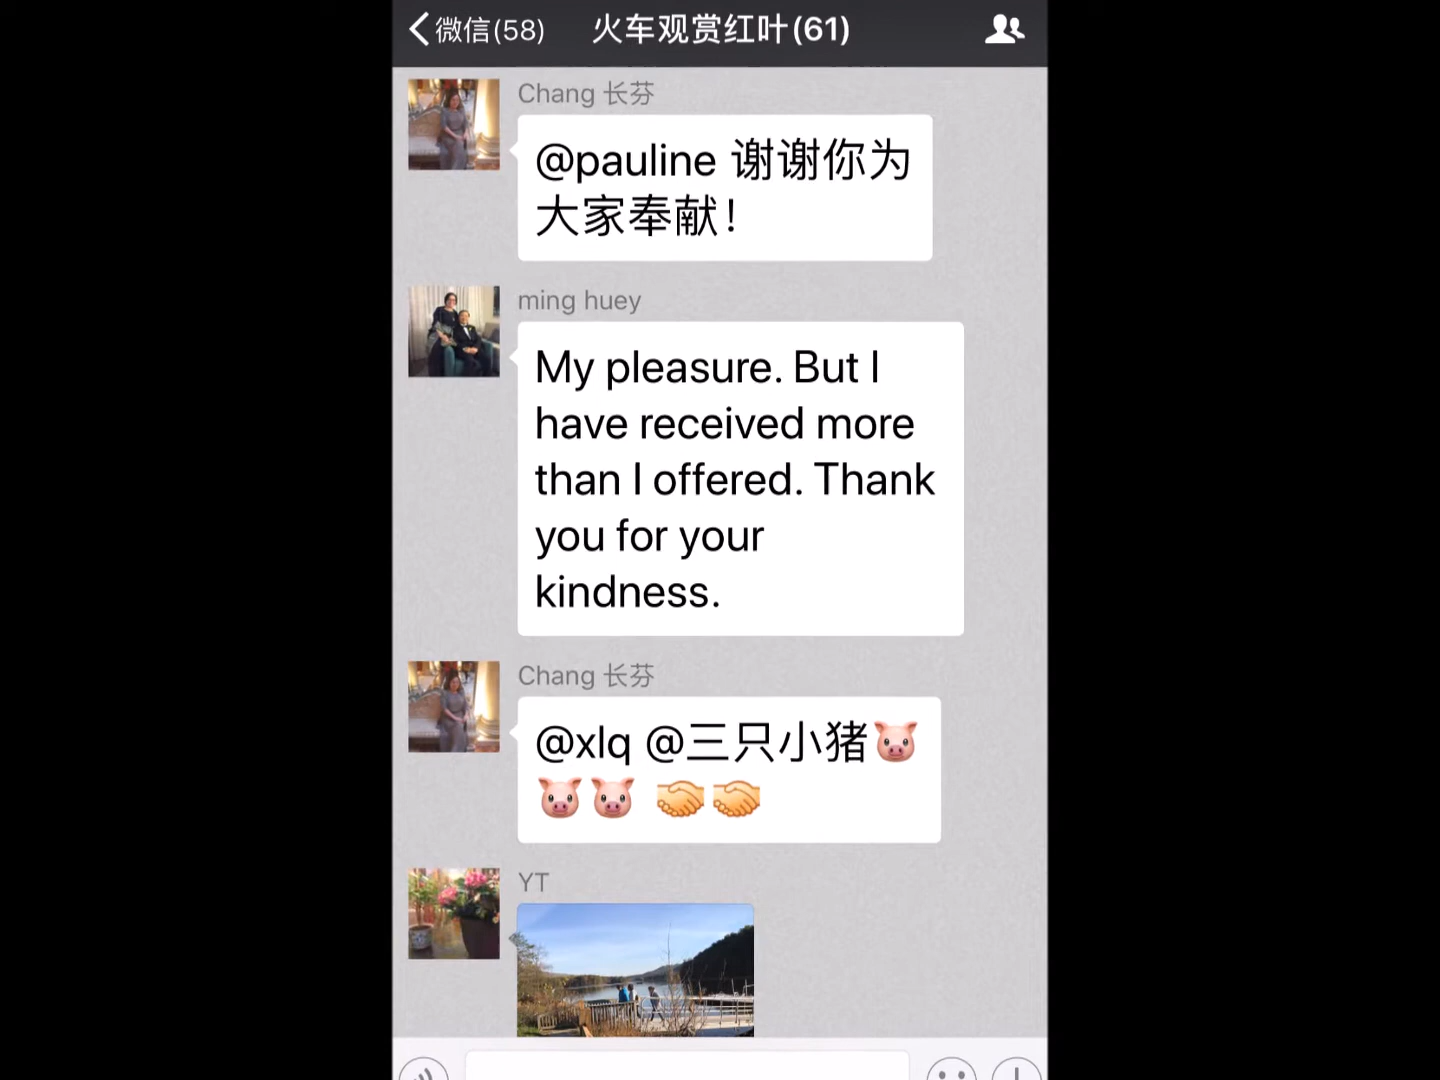 微信(58) 火车观赏红叶(61)
Chang 长芬
@pauline 谢谢你为
大家奉献！
ming huey
My pleasure. But I
have received more
than I offered. Thank
you for your
kindness.
Chang 长芬
@xlq @三只小猪🐷
🐷🐷 🤝🤝
YT